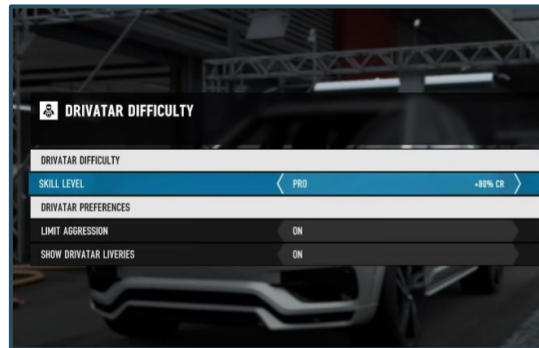 DRIVATAR DIFFICULTY
DRIVATAR DIFFICULTY
SKILL LEVEL PRO +80% CR
DRIVATAR PREFERENCES
LIMIT AGGRESSION ON
SHOW DRIVATAR LIVERIES ON